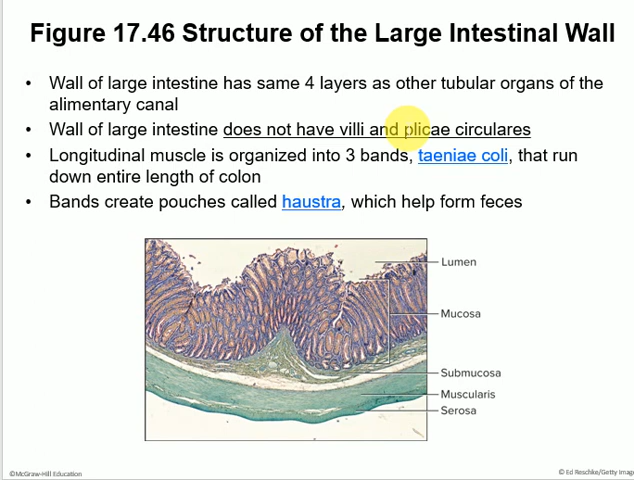 Figure 17.46 Structure of the Large Intestinal Wall
• Wall of large intestine has same 4 layers as other tubular organs of the
alimentary canal
• Wall of large intestine does not have villi and plicae circulares
• Longitudinal muscle is organized into 3 bands, taeniae coli, that run
down entire length of colon
• Bands create pouches called haustra, which help form feces
Lumen
Mucosa
Submucosa
Muscularis
Serosa
©McGraw-Hill Education
© Ed Reschke/Getty Imag